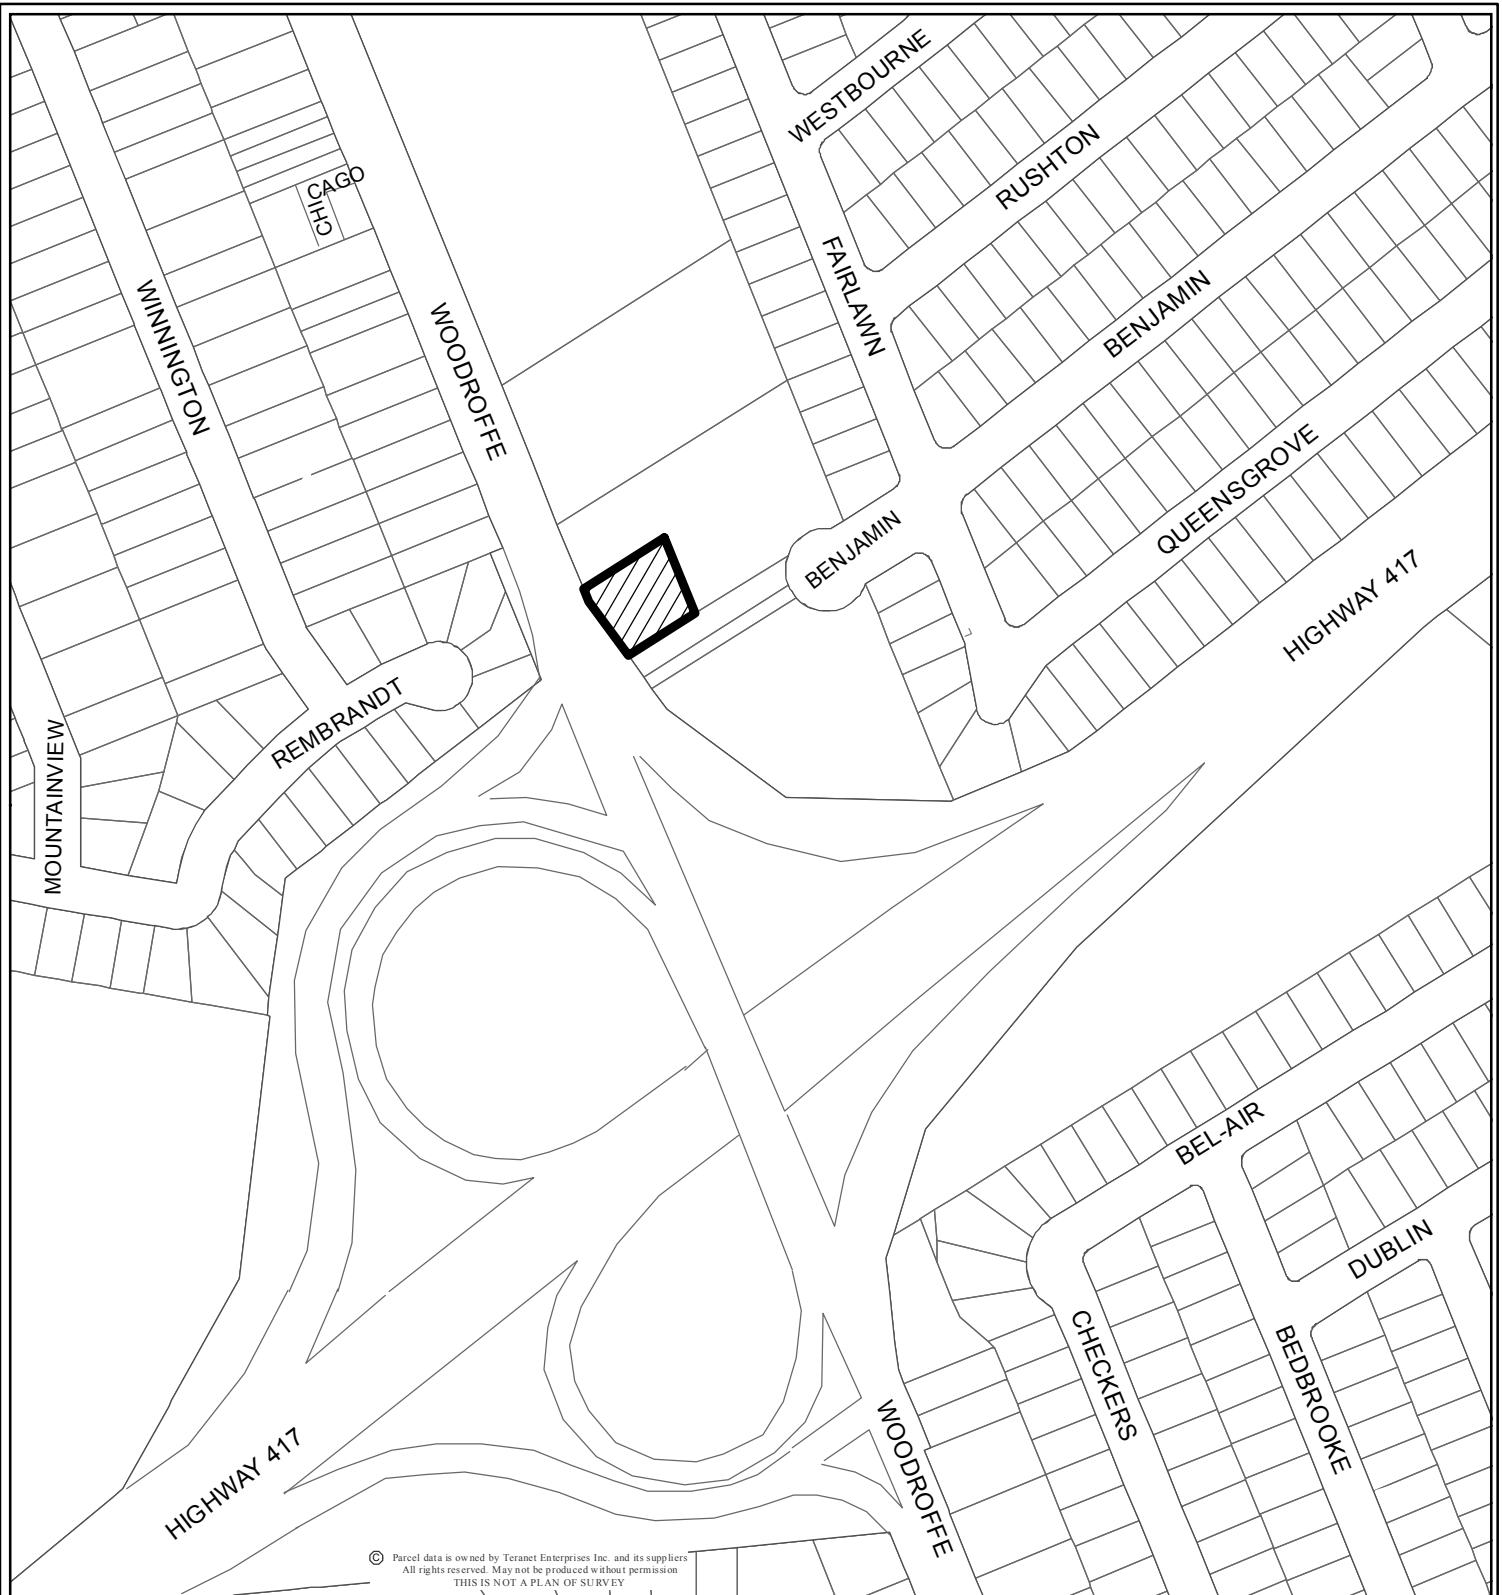 WESTBOURNE
RUSHTON
CHI
CAGO
FAIRLAWN
WINNINGTON
WOODROFFE
BENJAMIN
QUEENSGROVE
BENJAMIN
HIGHWAY 417
REMBRANDT
MOUNTAINVIEW
BEL-AIR
DUBLIN
CHECKERS
BEDBROOKE
WOODROFFE
HIGHWAY 417
© Parcel data is owned by Teranet Enterprises Inc. and its suppliers
All rights reserved. May not be produced without permission
THIS IS NOT A PLAN OF SURVEY